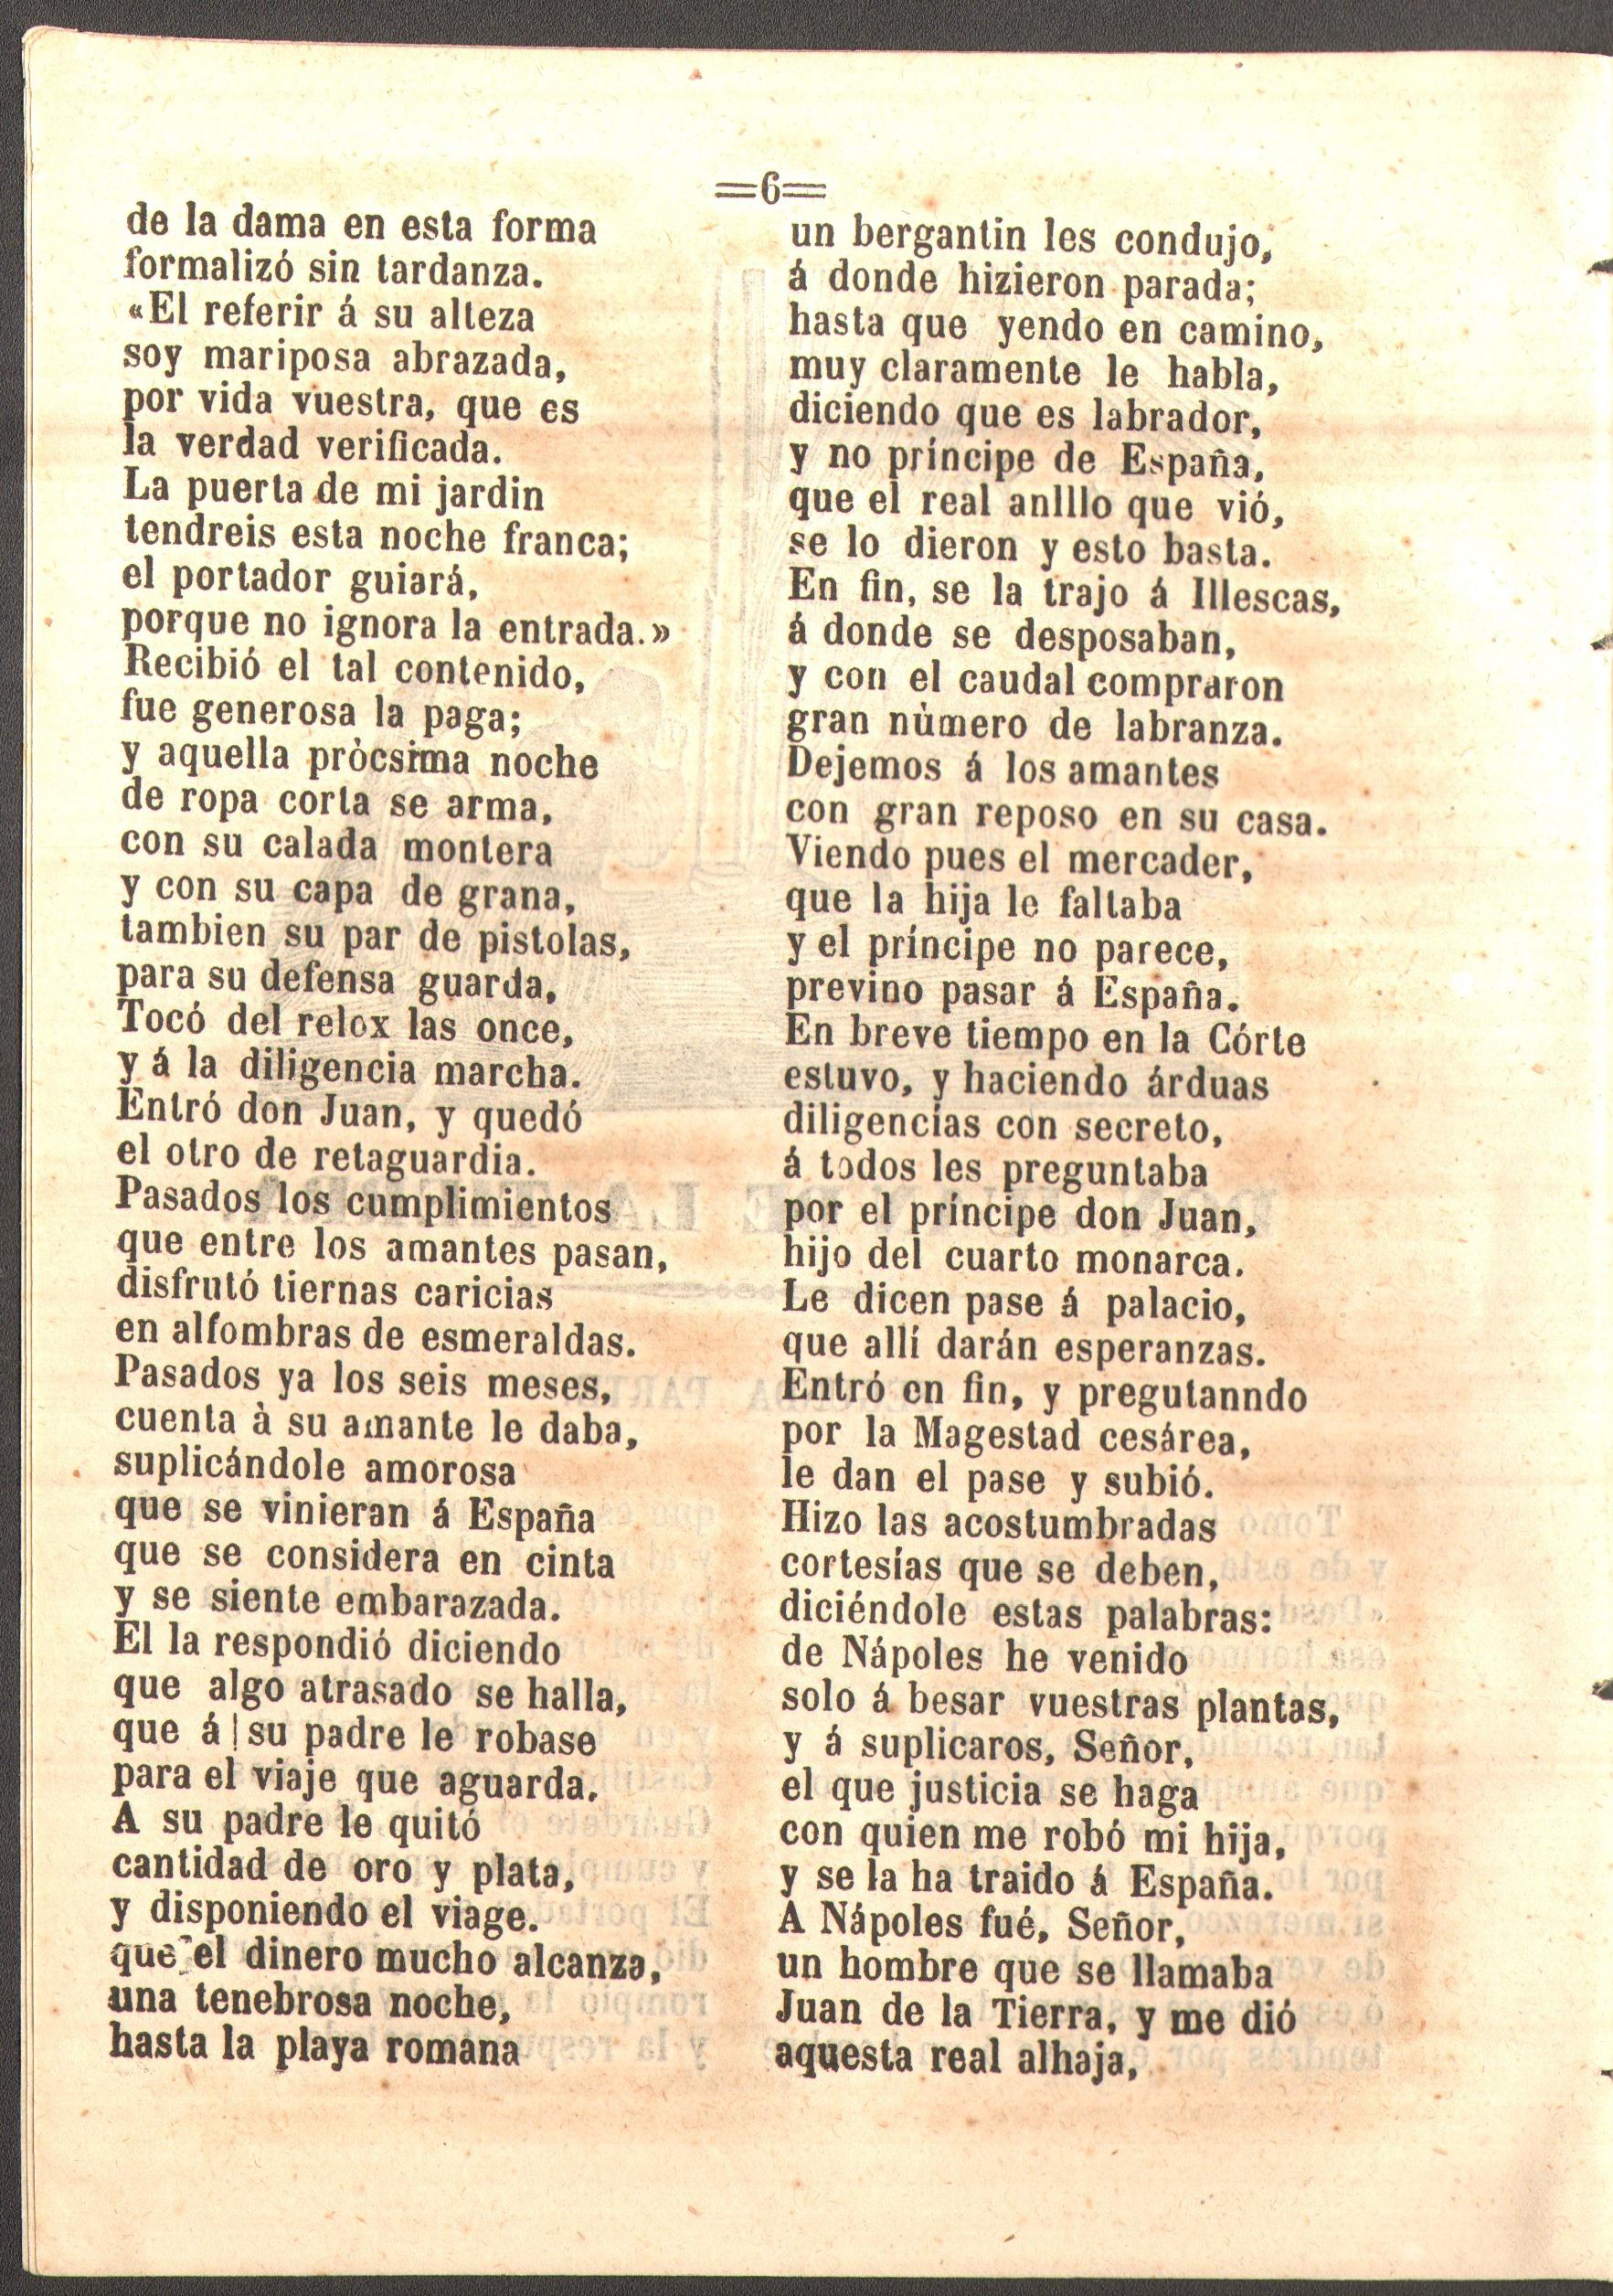 =6=
de la dama en esta forma
formalizó sin tardanza.
«El referir á su alteza
soy mariposa abrazada,
por vida vuestra, que es
la verdad verificada.
La puerta de mi jardin
tendreis esta noche franca;
el portador guiará,
porque no ignora la entrada.»
Recibió el tal contenido,
fue generosa la paga;
y aquella pròcsima noche
de ropa corta se arma,
con su calada montera
y con su capa de grana,
tambien su par de pistolas,
para su defensa guarda,
Tocó del relox las once,
y á la diligencia marcha.
Entró don Juan, y quedó
el otro de retaguardia.
Pasados los cumplimientos
que entre los amantes pasan,
disfrutó tiernas caricias
en alfombras de esmeraldas.
Pasados ya los seis meses,
cuenta à su amante le daba,
suplicándole amorosa
que se vinieran á España
que se considera en cinta
y se siente embarazada.
El la respondió diciendo
que algo atrasado se halla,
que á su padre le robase
para el viaje que aguarda.
A su padre le quitó
cantidad de oro y plata,
y disponiendo el viage.
que el dinero mucho alcanza,
una tenebrosa noche,
hasta la playa romana
un bergantin les condujo,
á donde hizieron parada;
hasta que yendo en camino,
muy claramente le habla,
diciendo que es labrador,
y no príncipe de España,
que el real anlllo que vió,
se lo dieron y esto basta.
En fin, se la trajo á Illescas,
á donde se desposaban,
y con el caudal compraron
gran nùmero de labranza.
Dejemos á los amantes
con gran reposo en su casa.
Viendo pues el mercader,
que la hija le faltaba
y el príncipe no parece,
previno pasar á España.
En breve tiempo en la Córte
estuvo, y haciendo árduas
diligencias con secreto,
á todos les preguntaba
por el príncipe don Juan,
hijo del cuarto monarca.
Le dicen pase á palacio,
que allí darán esperanzas.
Entró en fin, y pregutanndo
por la Magestad cesárea,
le dan el pase y subió.
Hizo las acostumbradas
cortesías que se deben,
diciéndole estas palabras:
de Nápoles he venido
solo á besar vuestras plantas,
y á suplicaros, Señor,
el que justicia se haga
con quien me robó mi hija,
y se la ha traido á España.
A Nápoles fué, Señor,
un hombre que se llamaba
Juan de la Tierra, y me dió
aquesta real alhaja,